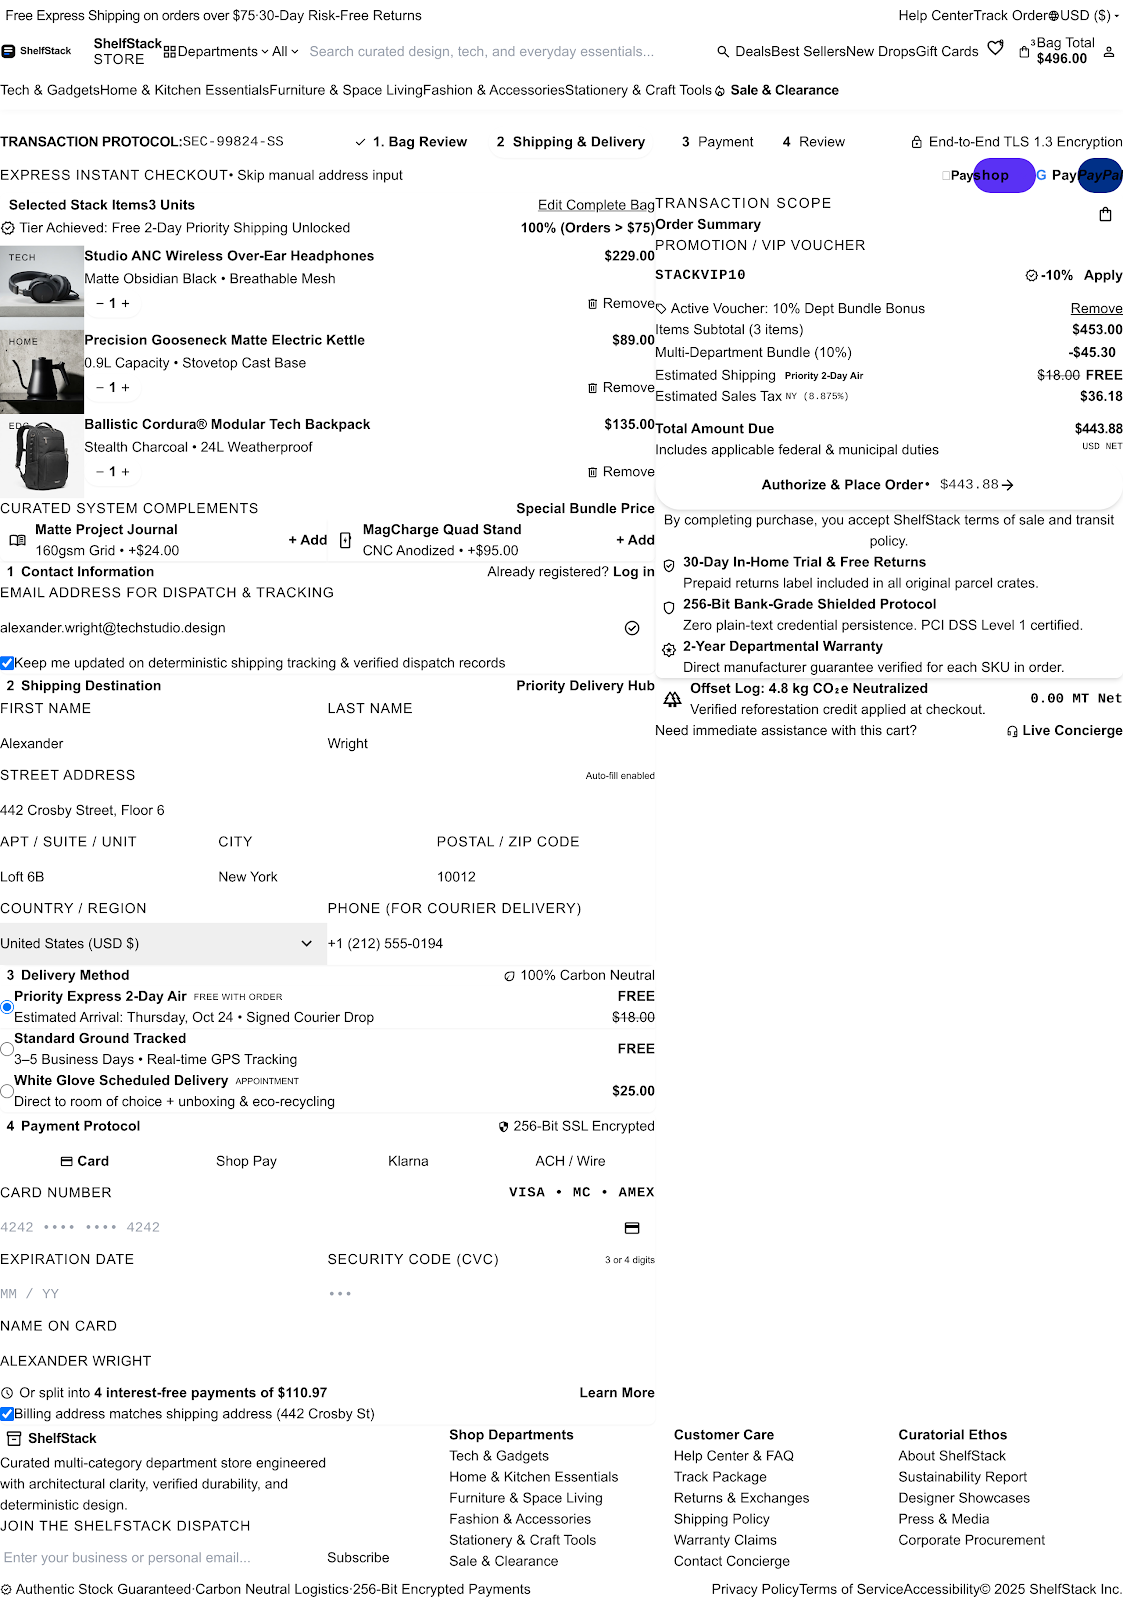 Free Express Shipping on orders over $75·30-Day Risk-Free Returns
Help CenterTrack Order USD ($)
ShelfStack
ShelfStack
STORE
Departments
All
Search curated design, tech, and everyday essentials...
DealsBest SellersNew DropsGift Cards
3
Bag Total
$496.00
Tech & GadgetsHome & Kitchen EssentialsFurniture & Space LivingFashion & AccessoriesStationery & Craft Tools Sale & Clearance
TRANSACTION PROTOCOL:SEC-99824-SS
1. Bag Review
2 Shipping & Delivery
3 Payment
4 Review
End-to-End TLS 1.3 Encryption
EXPRESS INSTANT CHECKOUT• Skip manual address input
Pay
shop
G Pay
PayPal
Selected Stack Items3 Units
Edit Complete Bag
Tier Achieved: Free 2-Day Priority Shipping Unlocked
100% (Orders > $75)
TECH
Studio ANC Wireless Over-Ear Headphones
$229.00
Matte Obsidian Black • Breathable Mesh
− 1 +
Remove
HOME
Precision Gooseneck Matte Electric Kettle
$89.00
0.9L Capacity • Stovetop Cast Base
− 1 +
Remove
EDC
Ballistic Cordura® Modular Tech Backpack
$135.00
Stealth Charcoal • 24L Weatherproof
− 1 +
Remove
CURATED SYSTEM COMPLEMENTS
Special Bundle Price
Matte Project Journal
160gsm Grid • +$24.00
+ Add
MagCharge Quad Stand
CNC Anodized • +$95.00
+ Add
1 Contact Information
Already registered? Log in
EMAIL ADDRESS FOR DISPATCH & TRACKING
alexander.wright@techstudio.design
Keep me updated on deterministic shipping tracking & verified dispatch records
2 Shipping Destination
Priority Delivery Hub
FIRST NAME
LAST NAME
Alexander
Wright
STREET ADDRESS
Auto-fill enabled
442 Crosby Street, Floor 6
APT / SUITE / UNIT
CITY
POSTAL / ZIP CODE
Loft 6B
New York
10012
COUNTRY / REGION
PHONE (FOR COURIER DELIVERY)
United States (USD $)
+1 (212) 555-0194
3 Delivery Method
100% Carbon Neutral
Priority Express 2-Day Air FREE WITH ORDER
FREE
Estimated Arrival: Thursday, Oct 24 • Signed Courier Drop
$18.00
Standard Ground Tracked
3–5 Business Days • Real-time GPS Tracking
FREE
White Glove Scheduled Delivery APPOINTMENT
Direct to room of choice + unboxing & eco-recycling
$25.00
4 Payment Protocol
256-Bit SSL Encrypted
Card
Shop Pay
Klarna
ACH / Wire
CARD NUMBER
VISA • MC • AMEX
4242 •••• •••• 4242
EXPIRATION DATE
SECURITY CODE (CVC)
3 or 4 digits
MM / YY
•••
NAME ON CARD
ALEXANDER WRIGHT
Or split into 4 interest-free payments of $110.97
Learn More
Billing address matches shipping address (442 Crosby St)
TRANSACTION SCOPE
Order Summary
PROMOTION / VIP VOUCHER
STACKVIP10
-10%
Apply
Active Voucher: 10% Dept Bundle Bonus
Remove
Items Subtotal (3 items)
$453.00
Multi-Department Bundle (10%)
-$45.30
Estimated Shipping Priority 2-Day Air
$18.00 FREE
Estimated Sales Tax NY (8.875%)
$36.18
Total Amount Due
$443.88
Includes applicable federal & municipal duties
USD NET
Authorize & Place Order• $443.88
By completing purchase, you accept ShelfStack terms of sale and transit
policy.
30-Day In-Home Trial & Free Returns
Prepaid returns label included in all original parcel crates.
256-Bit Bank-Grade Shielded Protocol
Zero plain-text credential persistence. PCI DSS Level 1 certified.
2-Year Departmental Warranty
Direct manufacturer guarantee verified for each SKU in order.
Offset Log: 4.8 kg CO₂e Neutralized
Verified reforestation credit applied at checkout.
0.00 MT Net
Need immediate assistance with this cart?
Live Concierge
ShelfStack
Curated multi-category department store engineered
with architectural clarity, verified durability, and
deterministic design.
JOIN THE SHELFSTACK DISPATCH
Enter your business or personal email...
Subscribe
Shop Departments
Tech & Gadgets
Home & Kitchen Essentials
Furniture & Space Living
Fashion & Accessories
Stationery & Craft Tools
Sale & Clearance
Customer Care
Help Center & FAQ
Track Package
Returns & Exchanges
Shipping Policy
Warranty Claims
Contact Concierge
Curatorial Ethos
About ShelfStack
Sustainability Report
Designer Showcases
Press & Media
Corporate Procurement
Authentic Stock Guaranteed·Carbon Neutral Logistics·256-Bit Encrypted Payments
Privacy PolicyTerms of ServiceAccessibility© 2025 ShelfStack Inc.